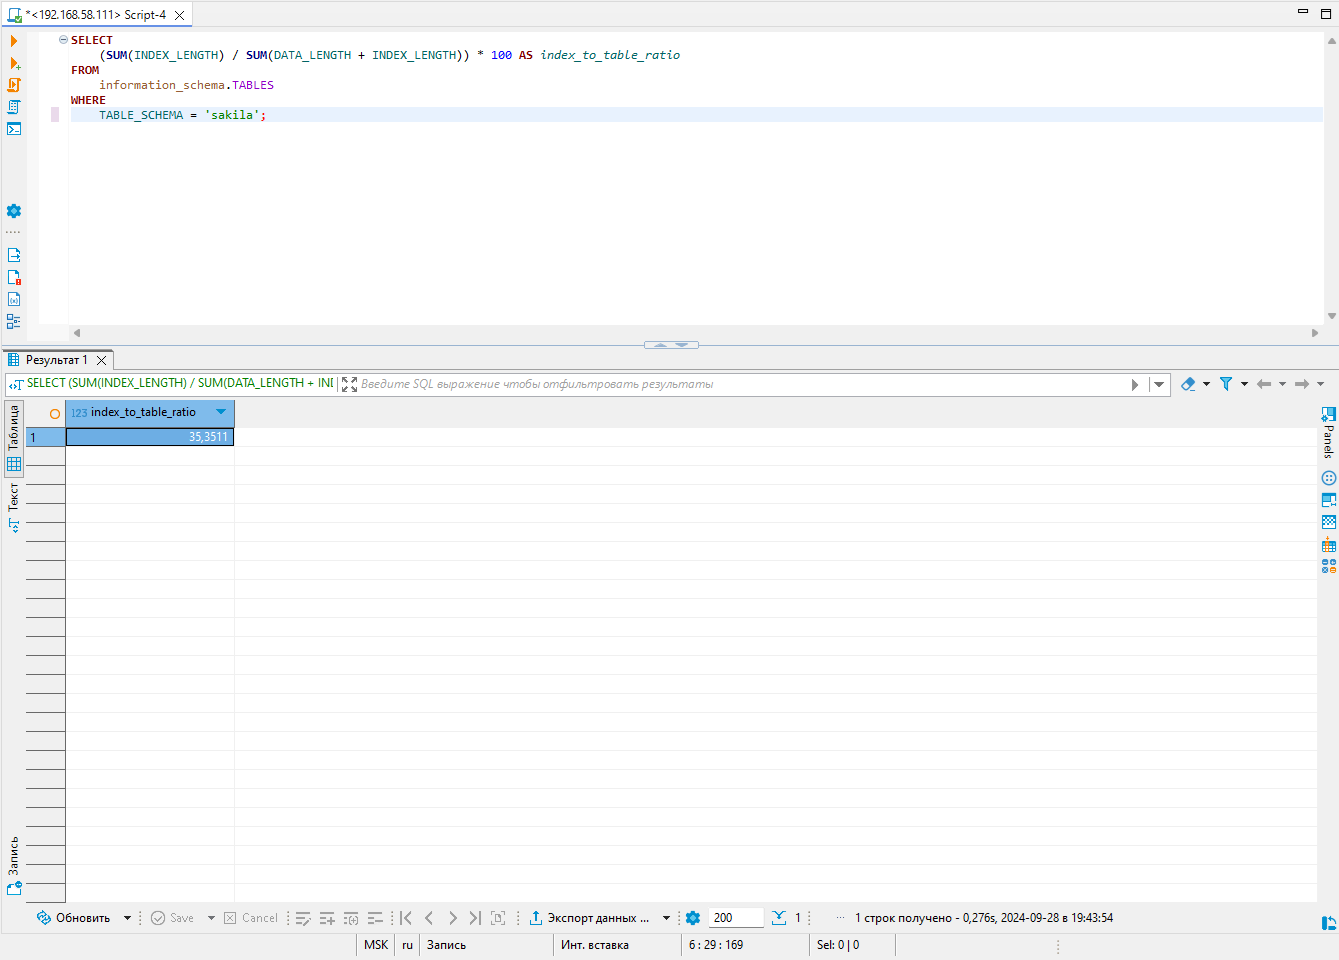 *<192.168.58.111> Script-4
SELECT
(SUM(INDEX_LENGTH) / SUM(DATA_LENGTH + INDEX_LENGTH)) * 100 AS index_to_table_ratio
FROM
information_schema.TABLES
WHERE
TABLE_SCHEMA = 'sakila';
Результат 1
SELECT (SUM(INDEX_LENGTH) / SUM(DATA_LENGTH + INI
Введите SQL выражение чтобы отфильтровать результаты
Таблица
123 index_to_table_ratio
1 35,3511
Panels
Текст
Запись
Обновить Save Cancel Экспорт данных ... 200 1 ... 1 строк получено - 0,276s, 2024-09-28 в 19:43:54
MSK ru Запись Инт. вставка 6 : 29 : 169 Sel: 0 | 0